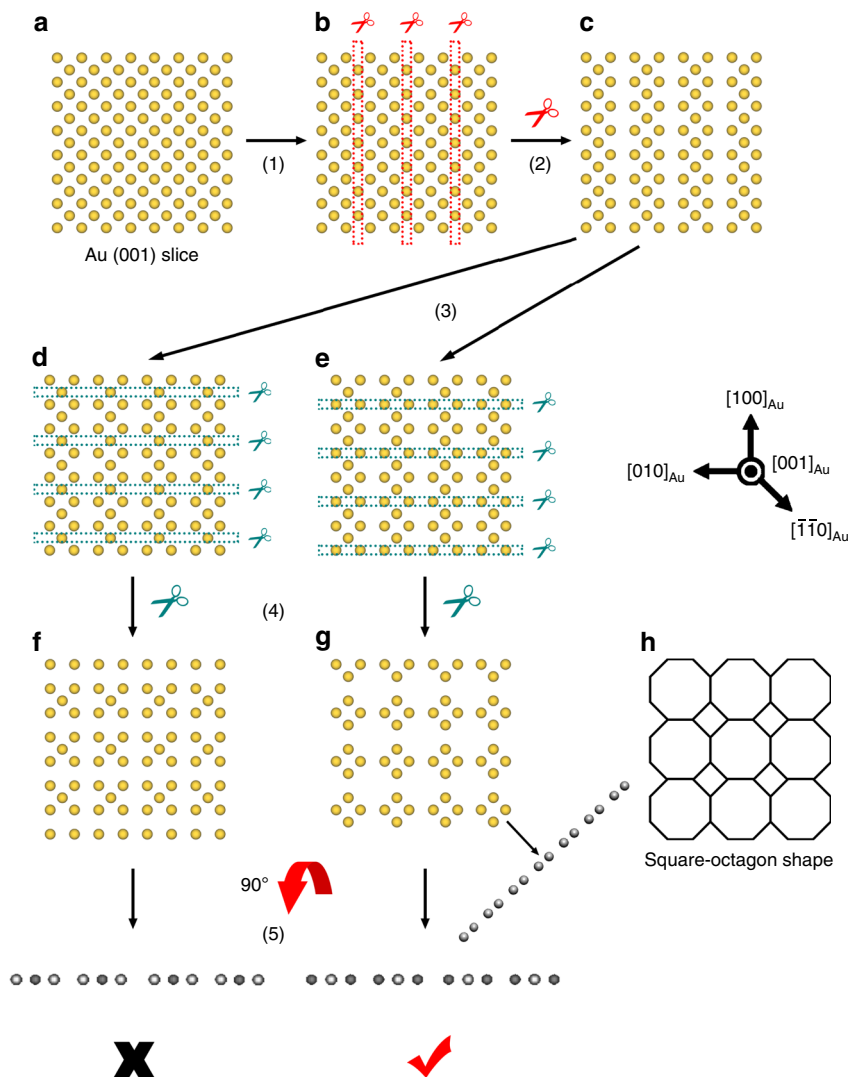 a
b
c
(1)
(2)
Au (001) slice
(3)
d
e
[100]Au
[010]Au
[001]Au
[1̅1̅0]Au
(4)
f
g
h
Square-octagon shape
90°
(5)